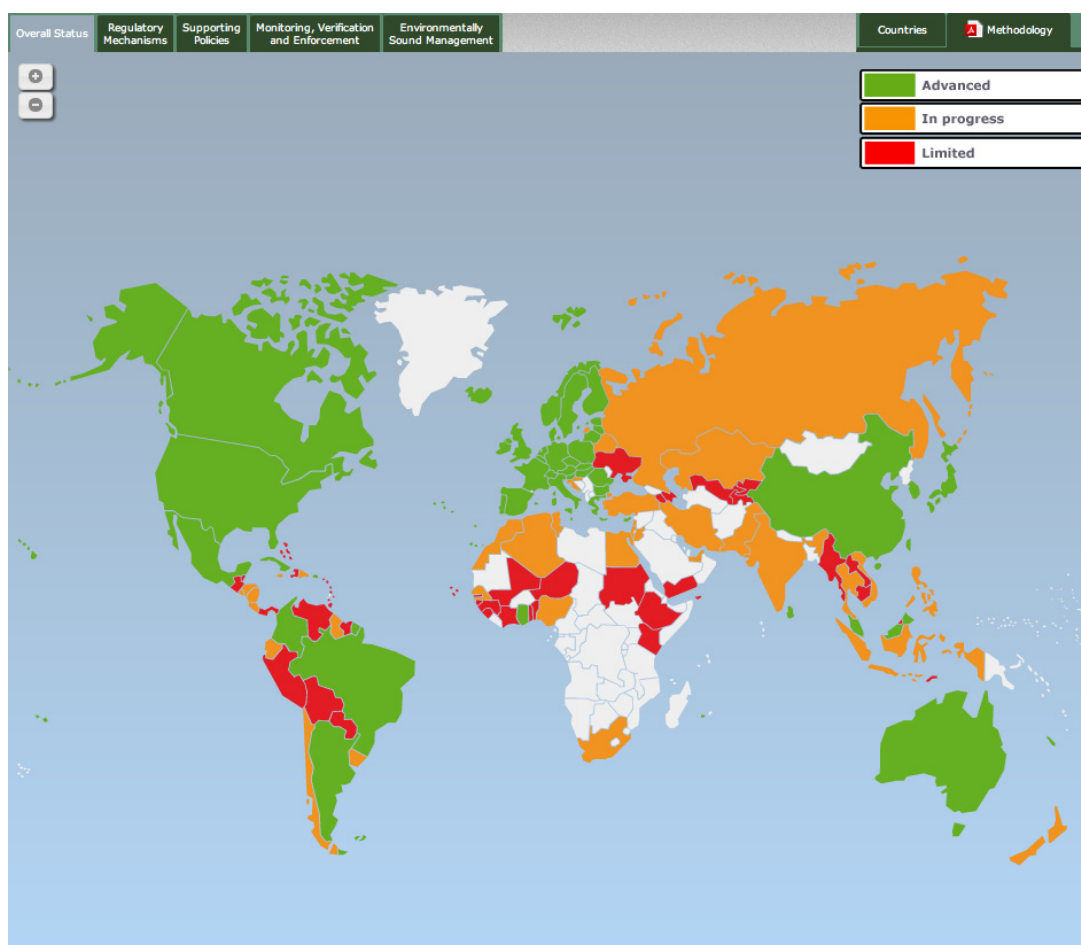 Overall Status
Regulatory
Mechanisms
Supporting
Policies
Monitoring, Verification
and Enforcement
Environmentally
Sound Management
Countries
Methodology
Advanced
In progress
Limited